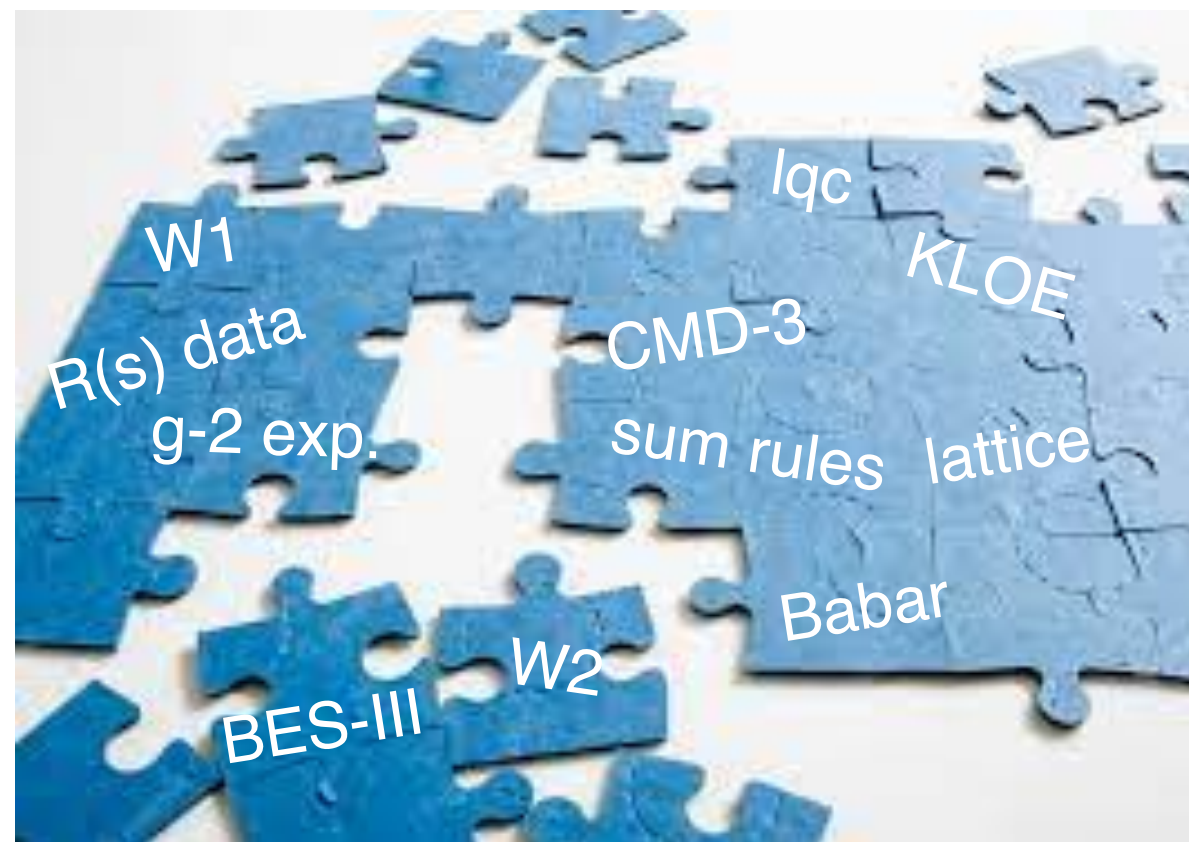 lqc
W1
KLOE
R(s) data
CMD-3
g-2 exp.
sum rules
lattice
Babar
W2
BES-III